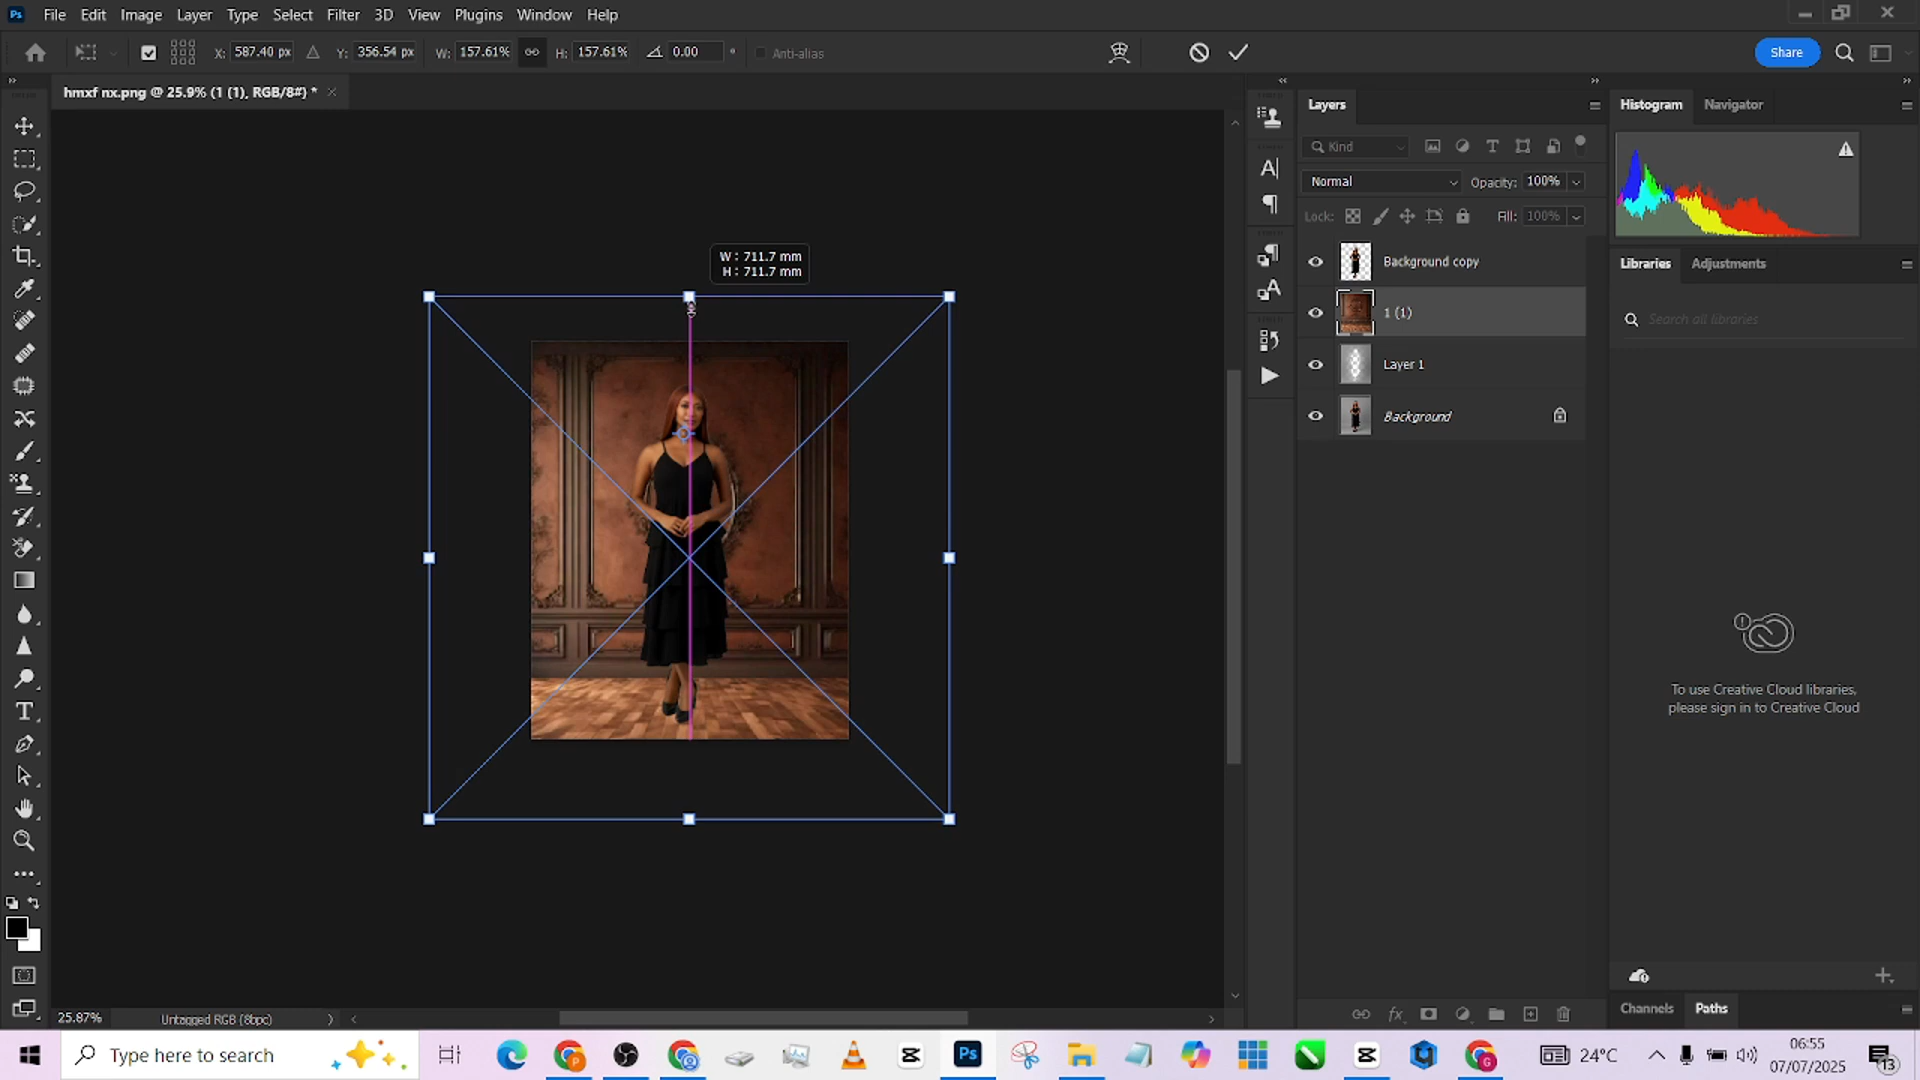 Ps File Edit Image Layer Type Select Filter 3D View Plugins Window Help
X: 587.40 px Y: 356.54 px W: 157.61% H: 157.61% 0.00 ° Anti-alias Share
hmxf nx.png @ 25.9% (1 (1), RGB/8#) *
Layers
Histogram Navigator
Kind
Normal Opacity: 100%
Lock: Fill: 100%
W : 711.7 mm
H : 711.7 mm
Background copy
1 (1)
Layer 1
Background
Libraries Adjustments
Search all libraries
To use Creative Cloud libraries,
please sign in to Creative Cloud
Channels Paths
25.87% Untagged RGB (8bpc)
Type here to search
Ps
24°C
06:55
07/07/2025
13